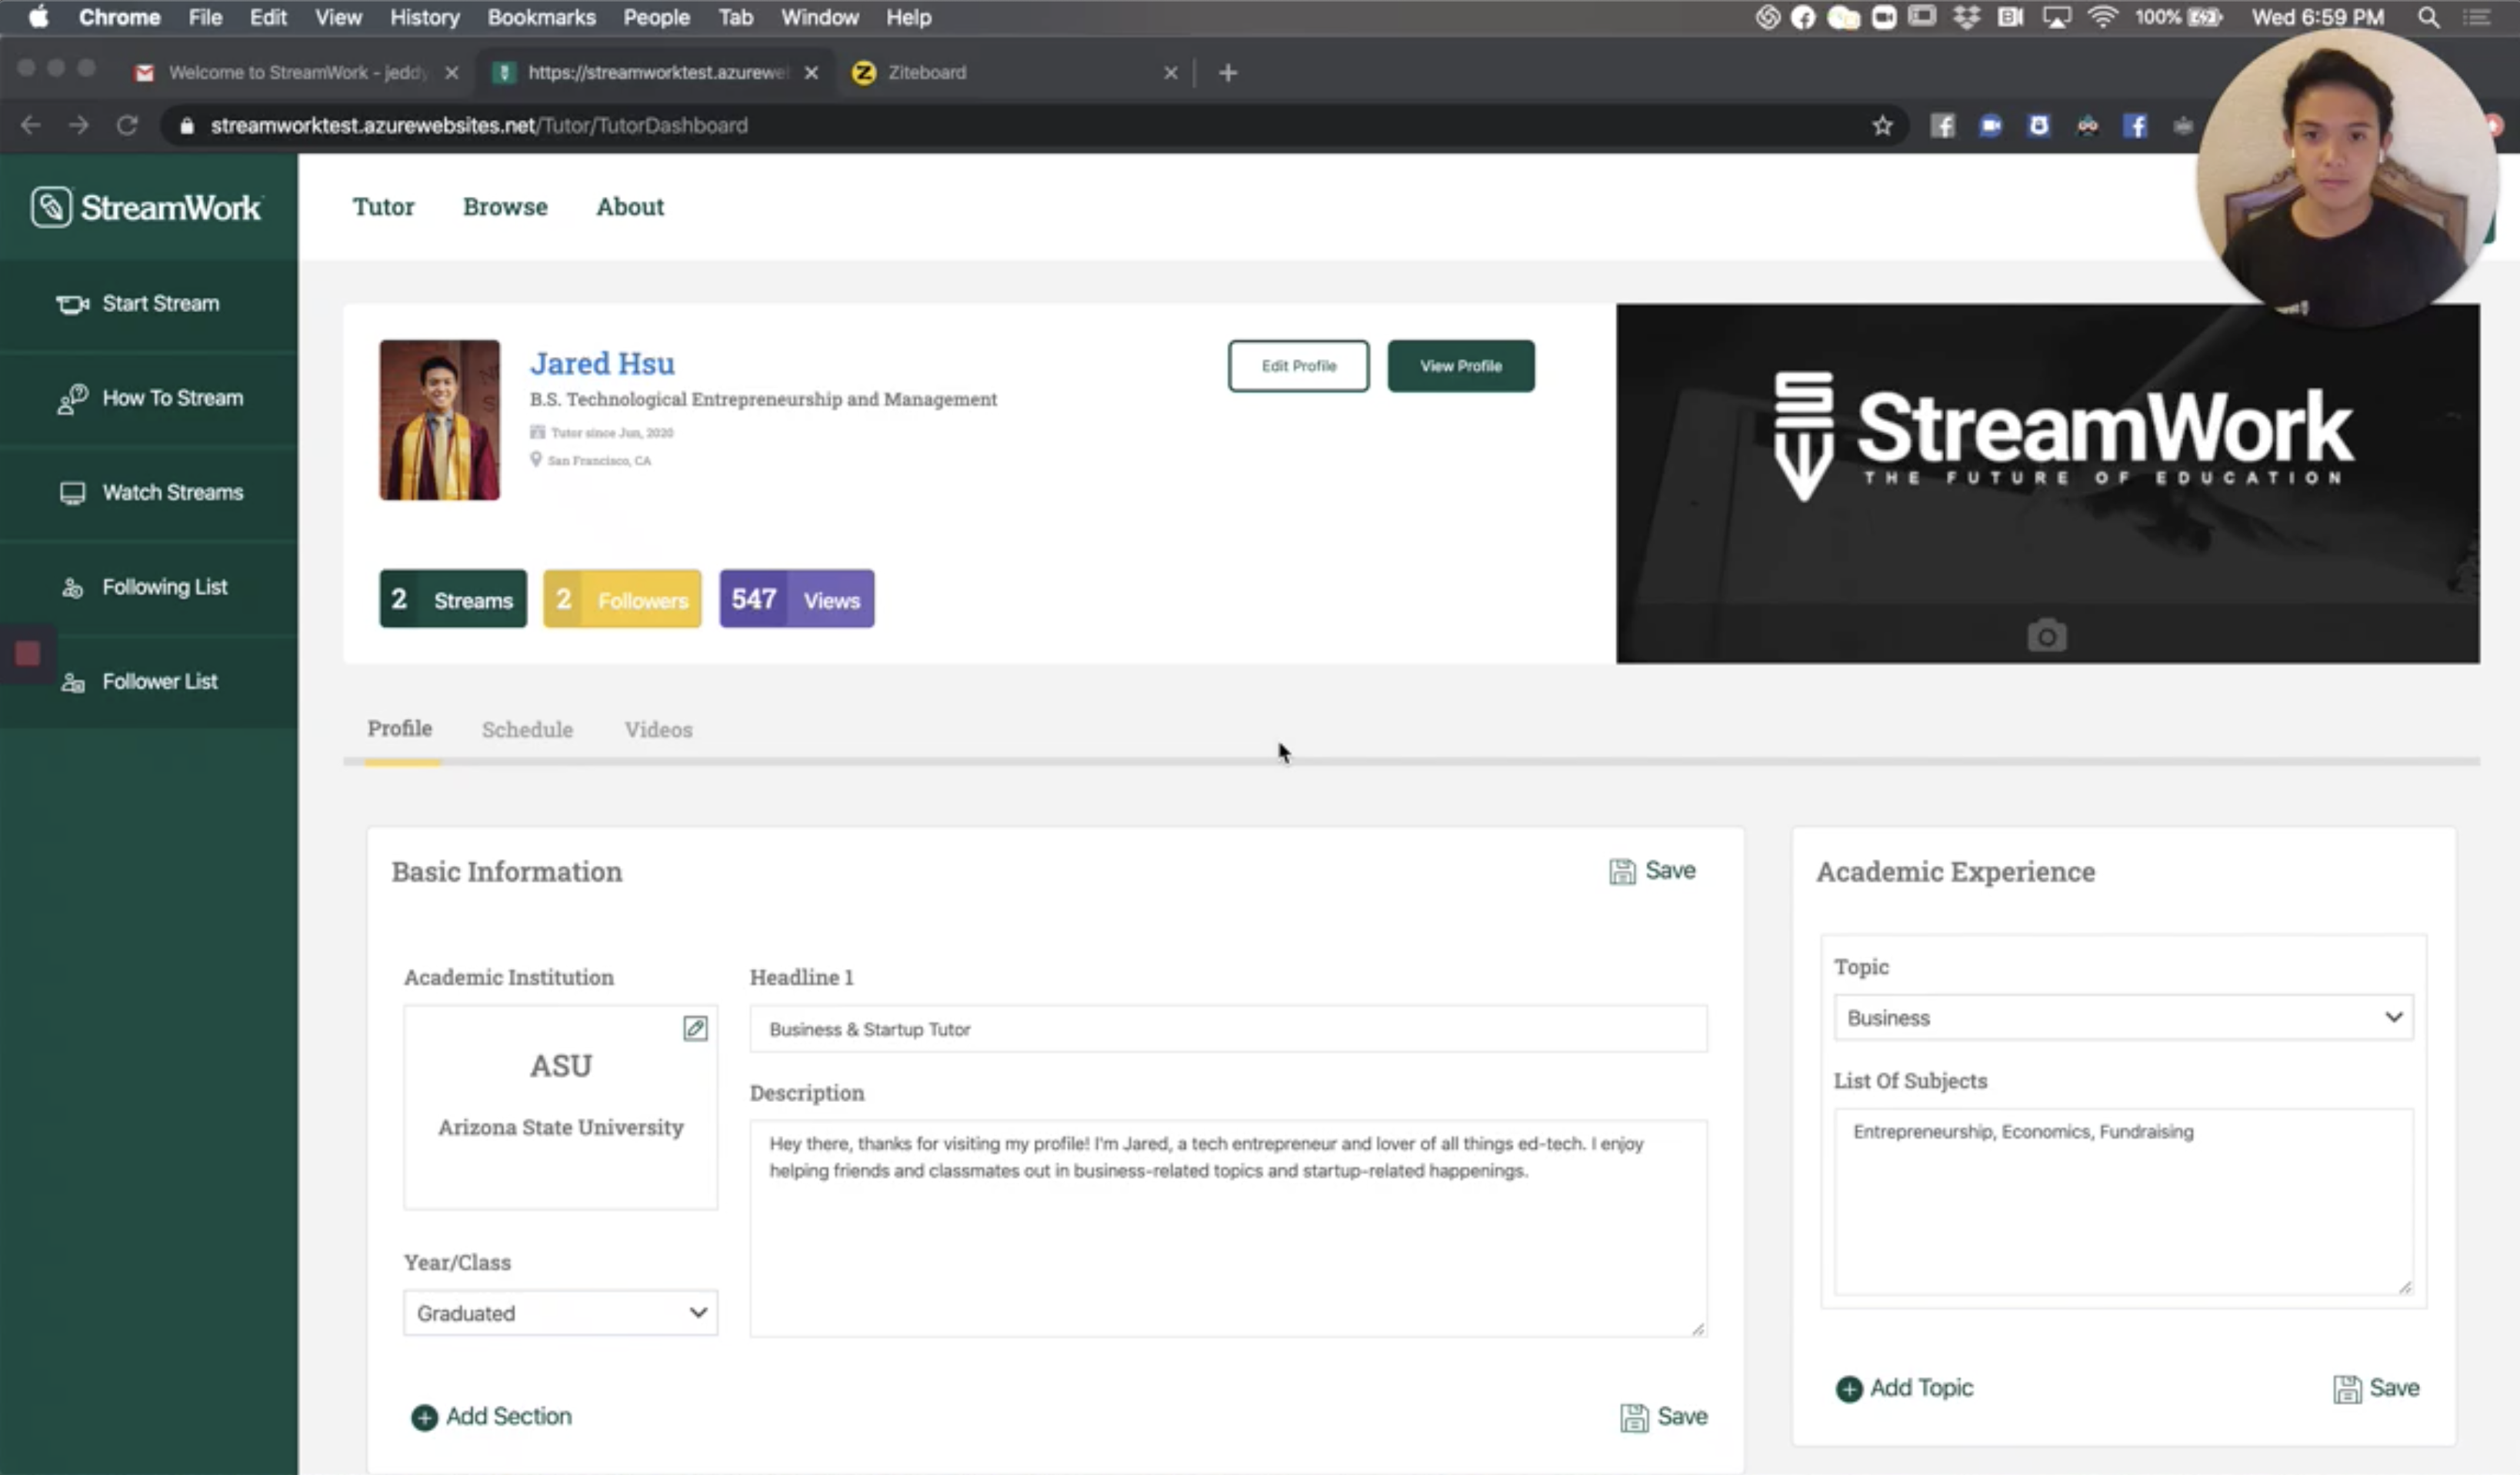 Chrome File Edit View History Bookmarks People Tab Window Help 100% Wed 6:59 PM
Welcome to StreamWork - jeddy https://streamworktest.azurewe Ziteboard
streamworktest.azurewebsites.net/Tutor/TutorDashboard
StreamWork
Tutor Browse About
Start Stream
How To Stream
Watch Streams
Following List
Follower List
Jared Hsu
B.S. Technological Entrepreneurship and Management
Tutor since Jun, 2020
San Francisco, CA
Edit Profile View Profile
2 Streams 2 Followers 547 Views
StreamWork
THE FUTURE OF EDUCATION
Profile Schedule Videos
Basic Information Save
Academic Institution
ASU
Arizona State University
Year/Class
Graduated
Headline 1
Business & Startup Tutor
Description
Hey there, thanks for visiting my profile! I'm Jared, a tech entrepreneur and lover of all things ed-tech. I enjoy
helping friends and classmates out in business-related topics and startup-related happenings.
Add Section Save
Academic Experience
Topic
Business
List Of Subjects
Entrepreneurship, Economics, Fundraising
Add Topic Save